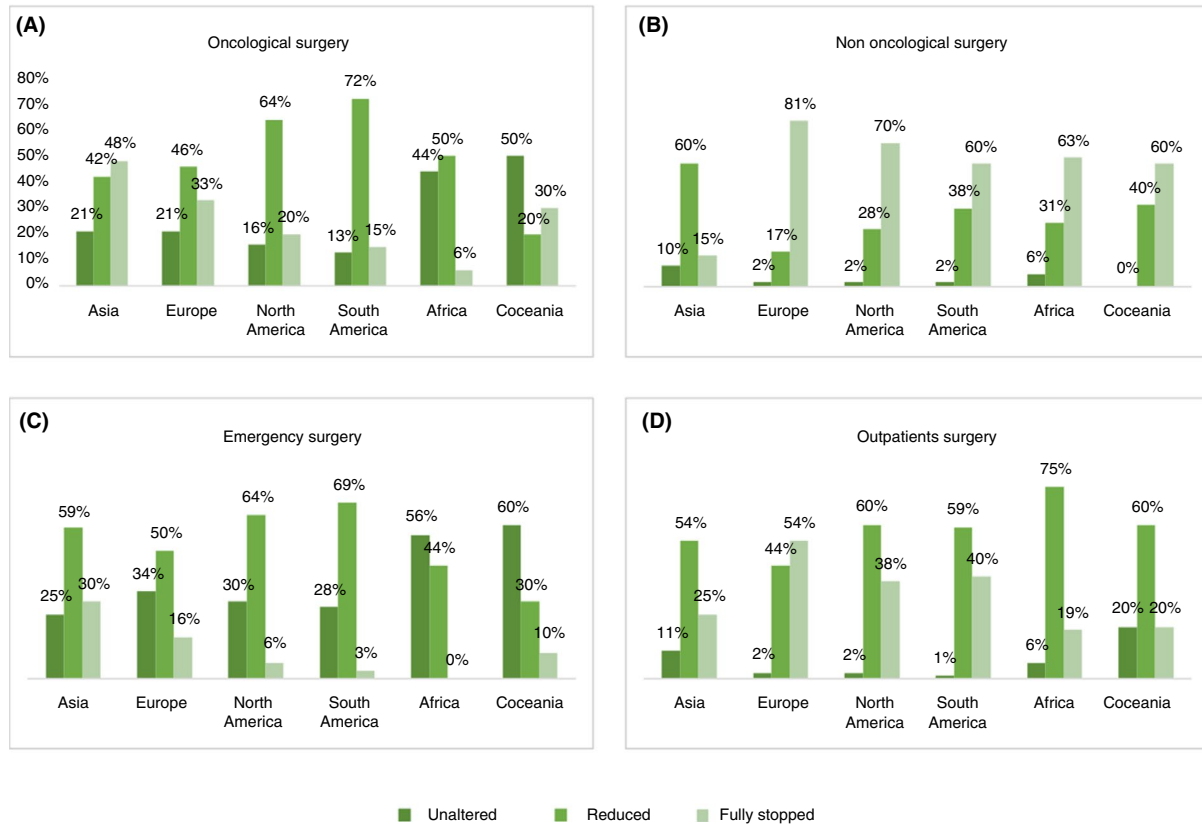 (A)
Oncological surgery
80%
70%
60%
50%
40%
30%
20%
10%
0%
21% 42% 48%
21% 46% 33%
16% 64% 20%
13% 72% 15%
44% 50% 6%
50% 20% 30%
Asia Europe North America South America Africa Coceania
(B)
Non oncological surgery
10% 60% 15%
2% 17% 81%
2% 28% 70%
2% 38% 60%
6% 31% 63%
0% 40% 60%
Asia Europe North America South America Africa Coceania
(C)
Emergency surgery
25% 59% 30%
34% 50% 16%
30% 64% 6%
28% 69% 3%
56% 44% 0%
60% 30% 10%
Asia Europe North America South America Africa Coceania
(D)
Outpatients surgery
11% 54% 25%
2% 44% 54%
2% 60% 38%
1% 59% 40%
6% 75% 19%
20% 60% 20%
Asia Europe North America South America Africa Coceania
Unaltered Reduced Fully stopped